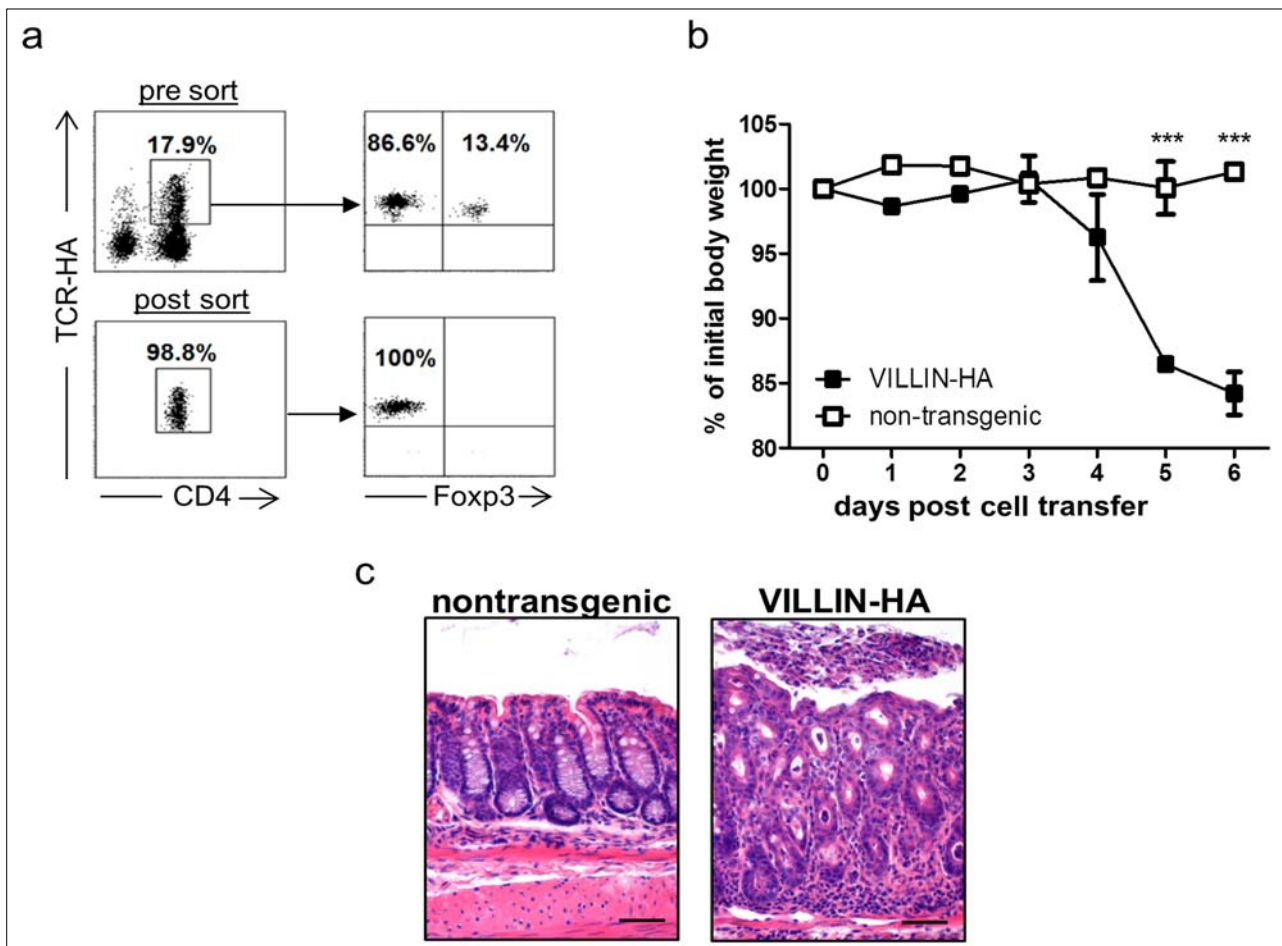 a
pre sort
17.9%
86.6% 13.4%
post sort
98.8%
100%
TCR-HA
CD4
Foxp3
b
105
100
95
90
85
80
% of initial body weight
*** ***
VILLIN-HA
non-transgenic
0 1 2 3 4 5 6
days post cell transfer
c
nontransgenic VILLIN-HA